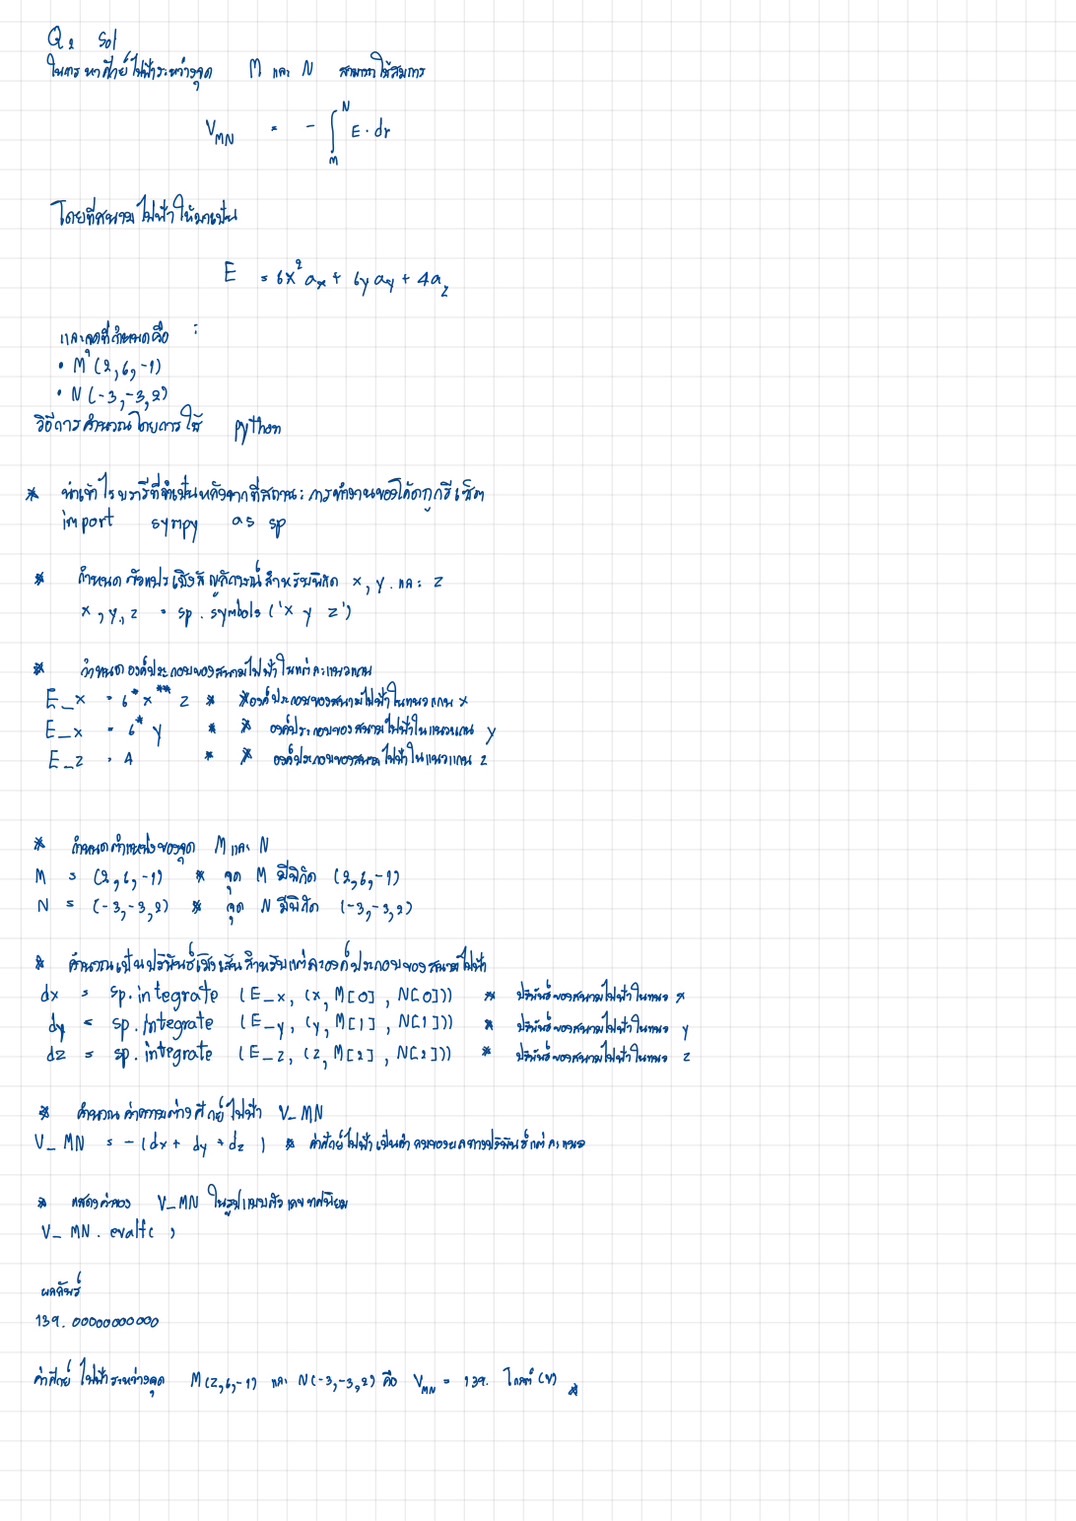 Q2 Sol
ในการหาศักย์ไฟฟ้าระหว่างจุด M และ N สามารถใช้สมการ
V_MN = - ∫_M^N E · dr
โดยที่สนามไฟฟ้าให้มาเป็น
E = 6x² ax + 6y ay + 4a_z
และจุดที่กำหนดคือ :
• M (2,6,-1)
• N (-3,-3,2)
วิธีการคำนวณโดยการใช้ python
* นำเข้าไรบรารีที่จำเป็นหลังจากที่สถานะการทำงานของโค้ดถูกรีเซ็ต
import sympy as sp
* กำหนดตัวแปรเชิงสัญลักษณ์สำหรับพิกัด x, y. และ z
x, y, z = sp. symbols ('x y z')
* กำหนดองค์ประกอบของสนามไฟฟ้าในแต่ละแนวแกน
E_x = 6*x**2 * * องค์ประกอบของสนามไฟฟ้าในแนวแกน x
E_x = 6* y * * องค์ประกอบของสนามไฟฟ้าในแนวแกน y
E_z = 4 * * องค์ประกอบของสนามไฟฟ้าในแนวแกน z
* กำหนดตำแหน่งของจุด M และ N
M = (2,6,-1) * จุด M มีพิกัด (2,6,-1)
N = (-3,-3,2) * จุด N มีพิกัด (-3,-3,2)
* คำนวณเป็นปริพันธ์เชิงเส้นสำหรับแต่ละองค์ประกอบของสนามไฟฟ้า
dx = sp.integrate (E_x, (x, M[0], N[0])) * ปริพันธ์ของสนามไฟฟ้าในแนว x
dy = sp.integrate (E_y, (y, M[1], N[1])) * ปริพันธ์ของสนามไฟฟ้าในแนว y
dz = sp.integrate (E_z, (z, M[2], N[2])) * ปริพันธ์ของสนามไฟฟ้าในแนว z
* คำนวณค่าความต่างศักย์ไฟฟ้า V_MN
V_MN = -(dx + dy + dz) * ค่าศักย์ไฟฟ้าเป็นค่าลบของผลรวมปริพันธ์แต่ละแนว
* แสดงค่าของ V_MN ในรูปแบบตัวเลขทศนิยม
V_MN. evalf( )
ผลลัพธ์
139.0000000000
ค่าศักย์ไฟฟ้าระหว่างจุด M(2,6,-1) และ N(-3,-3,2) คือ V_MN = 139. โวลต์ (V)